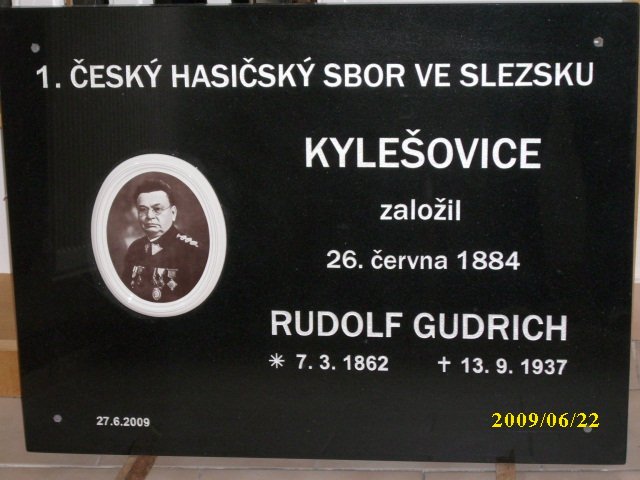 1. ČESKÝ HASIČSKÝ SBOR VE SLEZSKU
KYLEŠOVICE
založil
26. června 1884
RUDOLF GUDRICH
✳ 7. 3. 1862 ✝ 13. 9. 1937
27.6.2009
2009/06/22